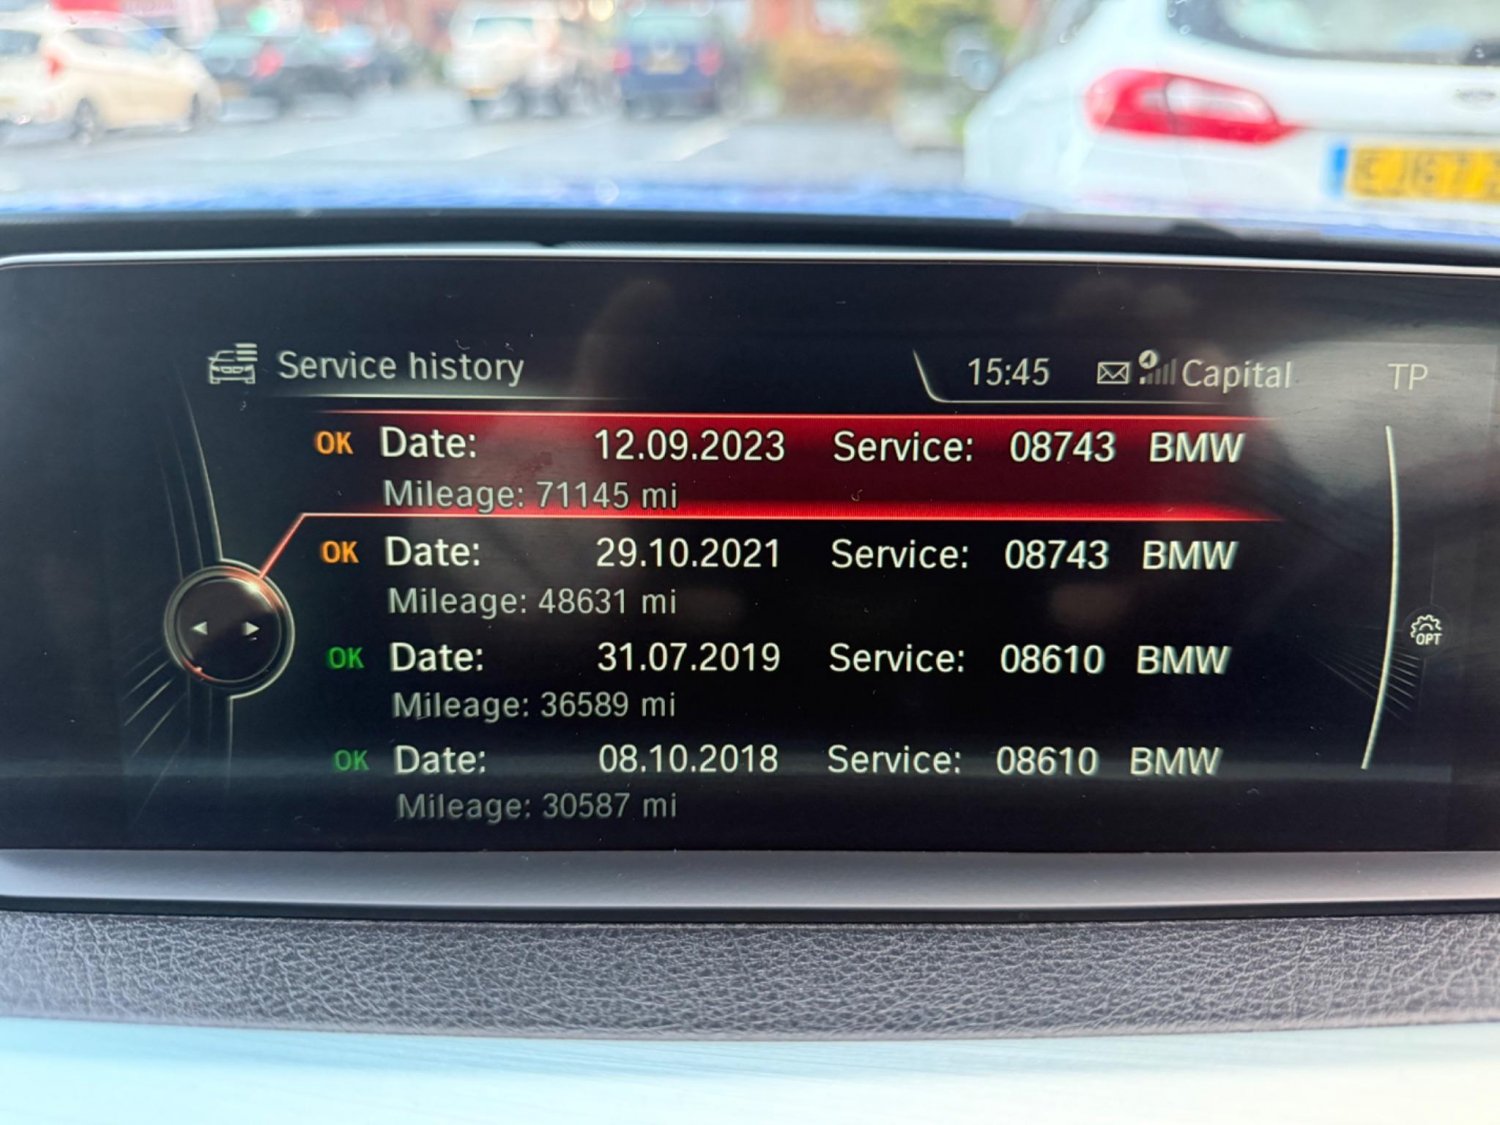 Service history 15:45 Capital TP
OK Date: 12.09.2023 Service: 08743 BMW
Mileage: 71145 mi
OK Date: 29.10.2021 Service: 08743 BMW
Mileage: 48631 mi
OK Date: 31.07.2019 Service: 08610 BMW
Mileage: 36589 mi
OK Date: 08.10.2018 Service: 08610 BMW
Mileage: 30587 mi
OPT